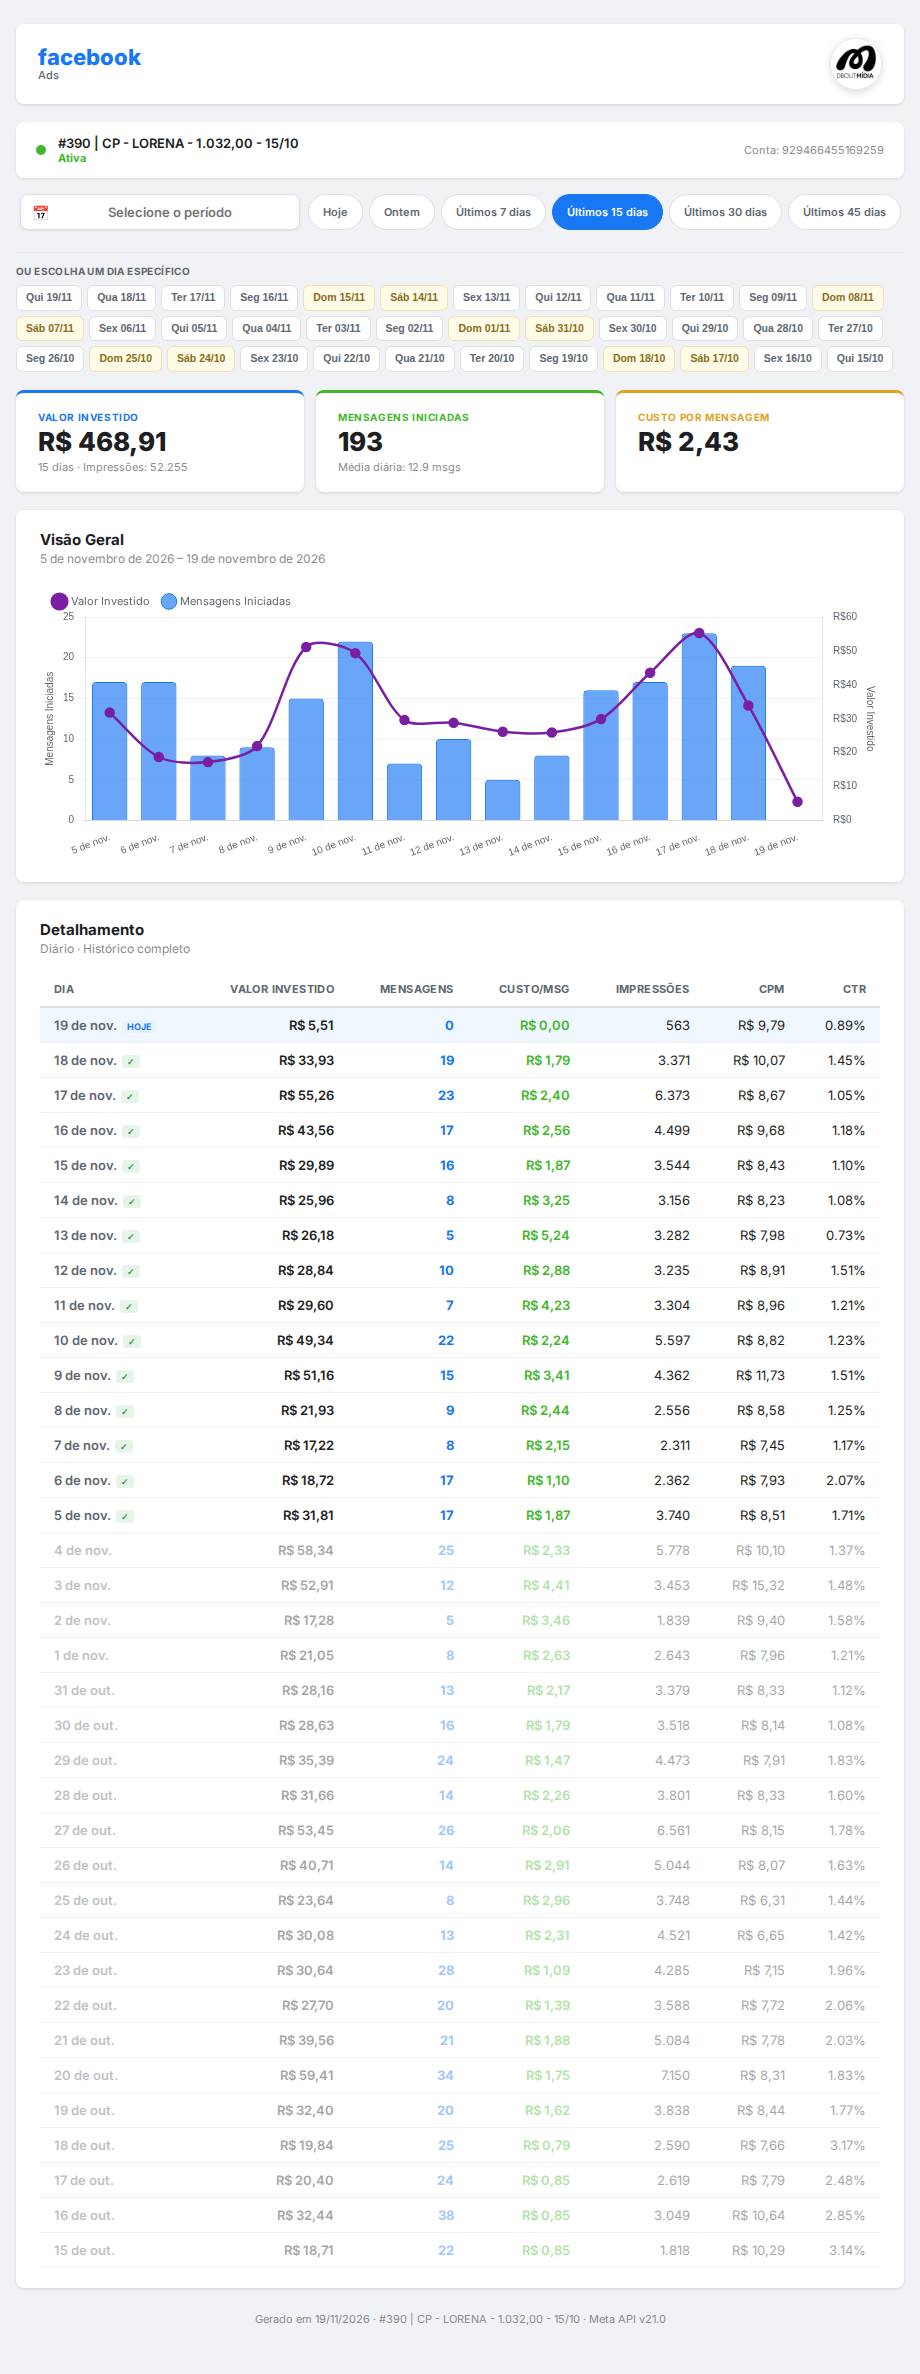 facebook
Ads
DBOUTMÍDIA
#390 | CP - LORENA - 1.032,00 - 15/10
Ativa
Conta: 929466455169259
Selecione o período Hoje Ontem Últimos 7 dias Últimos 15 dias Últimos 30 dias Últimos 45 dias
OU ESCOLHA UM DIA ESPECÍFICO
Qui 19/11 Qua 18/11 Ter 17/11 Seg 16/11 Dom 15/11 Sáb 14/11 Sex 13/11 Qui 12/11 Qua 11/11 Ter 10/11 Seg 09/11 Dom 08/11
Sáb 07/11 Sex 06/11 Qui 05/11 Qua 04/11 Ter 03/11 Seg 02/11 Dom 01/11 Sáb 31/10 Sex 30/10 Qui 29/10 Qua 28/10 Ter 27/10
Seg 26/10 Dom 25/10 Sáb 24/10 Sex 23/10 Qui 22/10 Qua 21/10 Ter 20/10 Seg 19/10 Dom 18/10 Sáb 17/10 Sex 16/10 Qui 15/10
VALOR INVESTIDO
R$ 468,91
15 dias · Impressões: 52.255
MENSAGENS INICIADAS
193
Média diária: 12.9 msgs
CUSTO POR MENSAGEM
R$ 2,43
Visão Geral
5 de novembro de 2026 – 19 de novembro de 2026
Valor Investido Mensagens Iniciadas
Mensagens Iniciadas
25
20
15
10
5
0
R$60
R$50
R$40
R$30
R$20
R$10
R$0
Valor Investido
5 de nov. 6 de nov. 7 de nov. 8 de nov. 9 de nov. 10 de nov. 11 de nov. 12 de nov. 13 de nov. 14 de nov. 15 de nov. 16 de nov. 17 de nov. 18 de nov. 19 de nov.
Detalhamento
Diário · Histórico completo
DIA VALOR INVESTIDO MENSAGENS CUSTO/MSG IMPRESSÕES CPM CTR
19 de nov. HOJE R$ 5,51 0 R$ 0,00 563 R$ 9,79 0.89%
18 de nov. ✓ R$ 33,93 19 R$ 1,79 3.371 R$ 10,07 1.45%
17 de nov. ✓ R$ 55,26 23 R$ 2,40 6.373 R$ 8,67 1.05%
16 de nov. ✓ R$ 43,56 17 R$ 2,56 4.499 R$ 9,68 1.18%
15 de nov. ✓ R$ 29,89 16 R$ 1,87 3.544 R$ 8,43 1.10%
14 de nov. ✓ R$ 25,96 8 R$ 3,25 3.156 R$ 8,23 1.08%
13 de nov. ✓ R$ 26,18 5 R$ 5,24 3.282 R$ 7,98 0.73%
12 de nov. ✓ R$ 28,84 10 R$ 2,88 3.235 R$ 8,91 1.51%
11 de nov. ✓ R$ 29,60 7 R$ 4,23 3.304 R$ 8,96 1.21%
10 de nov. ✓ R$ 49,34 22 R$ 2,24 5.597 R$ 8,82 1.23%
9 de nov. ✓ R$ 51,16 15 R$ 3,41 4.362 R$ 11,73 1.51%
8 de nov. ✓ R$ 21,93 9 R$ 2,44 2.556 R$ 8,58 1.25%
7 de nov. ✓ R$ 17,22 8 R$ 2,15 2.311 R$ 7,45 1.17%
6 de nov. ✓ R$ 18,72 17 R$ 1,10 2.362 R$ 7,93 2.07%
5 de nov. ✓ R$ 31,81 17 R$ 1,87 3.740 R$ 8,51 1.71%
4 de nov. R$ 58,34 25 R$ 2,33 5.778 R$ 10,10 1.37%
3 de nov. R$ 52,91 12 R$ 4,41 3.453 R$ 15,32 1.48%
2 de nov. R$ 17,28 5 R$ 3,46 1.839 R$ 9,40 1.58%
1 de nov. R$ 21,05 8 R$ 2,63 2.643 R$ 7,96 1.21%
31 de out. R$ 28,16 13 R$ 2,17 3.379 R$ 8,33 1.12%
30 de out. R$ 28,63 16 R$ 1,79 3.518 R$ 8,14 1.08%
29 de out. R$ 35,39 24 R$ 1,47 4.473 R$ 7,91 1.83%
28 de out. R$ 31,66 14 R$ 2,26 3.801 R$ 8,33 1.60%
27 de out. R$ 53,45 26 R$ 2,06 6.561 R$ 8,15 1.78%
26 de out. R$ 40,71 14 R$ 2,91 5.044 R$ 8,07 1.63%
25 de out. R$ 23,64 8 R$ 2,96 3.748 R$ 6,31 1.44%
24 de out. R$ 30,08 13 R$ 2,31 4.521 R$ 6,65 1.42%
23 de out. R$ 30,64 28 R$ 1,09 4.285 R$ 7,15 1.96%
22 de out. R$ 27,70 20 R$ 1,39 3.588 R$ 7,72 2.06%
21 de out. R$ 39,56 21 R$ 1,88 5.084 R$ 7,78 2.03%
20 de out. R$ 59,41 34 R$ 1,75 7.150 R$ 8,31 1.83%
19 de out. R$ 32,40 20 R$ 1,62 3.838 R$ 8,44 1.77%
18 de out. R$ 19,84 25 R$ 0,79 2.590 R$ 7,66 3.17%
17 de out. R$ 20,40 24 R$ 0,85 2.619 R$ 7,79 2.48%
16 de out. R$ 32,44 38 R$ 0,85 3.049 R$ 10,64 2.85%
15 de out. R$ 18,71 22 R$ 0,85 1.818 R$ 10,29 3.14%
Gerado em 19/11/2026 · #390 | CP - LORENA - 1.032,00 - 15/10 · Meta API v21.0